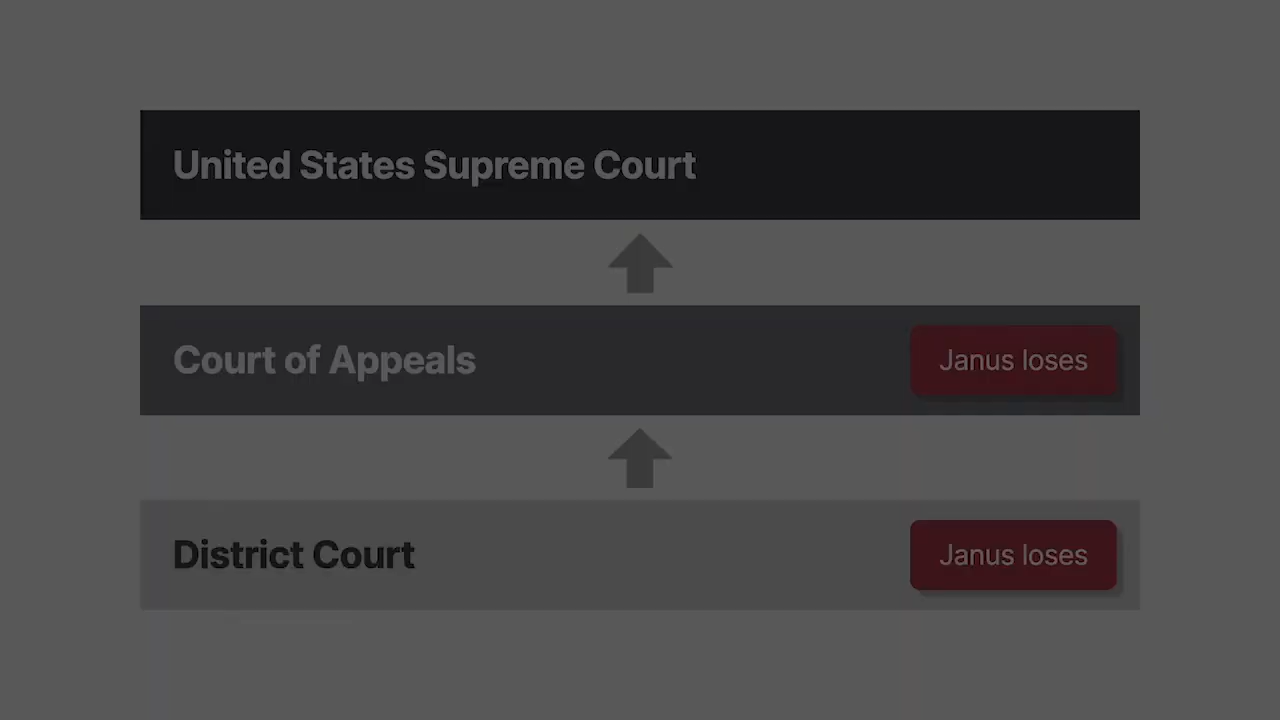 United States Supreme Court
Court of Appeals
Janus loses
District Court
Janus loses